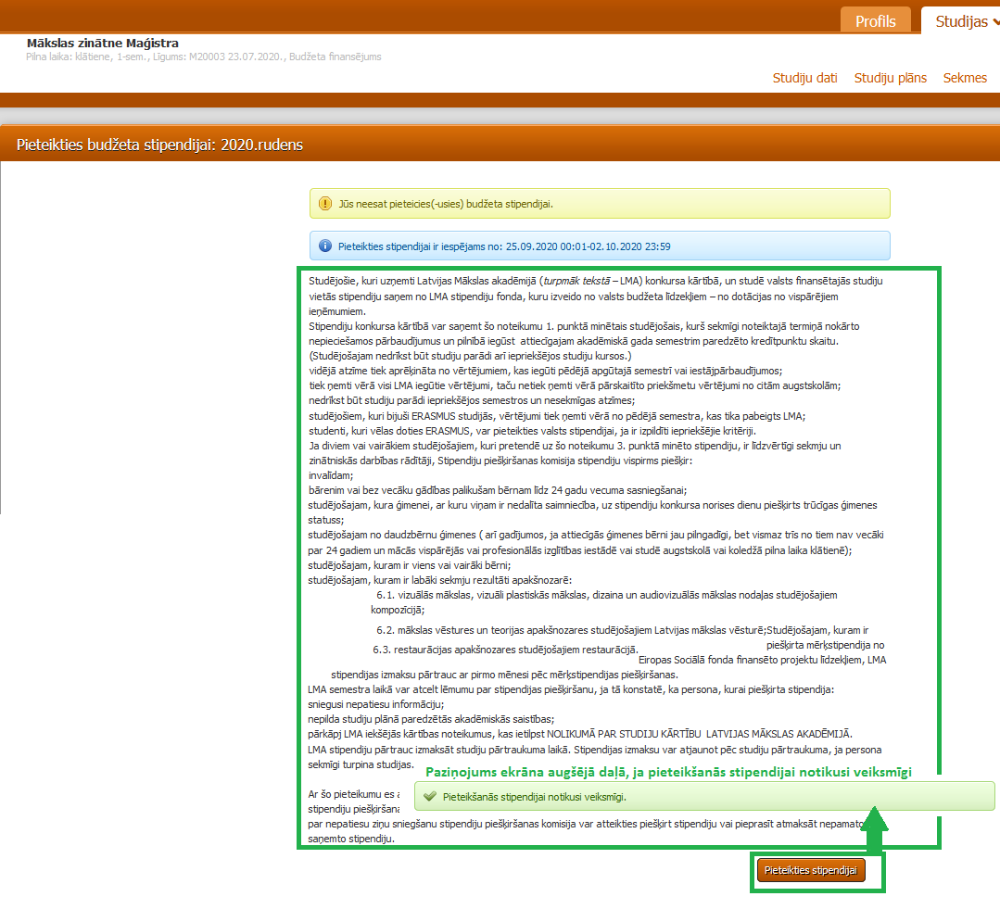 Profils
Studijas
Mākslas zinātne Maģistra
Pilna laika: klātiene, 1-sem., Līgums: M20003 23.07.2020., Budžeta finansējums
Studiju dati Studiju plāns Sekmes
Pieteikties budžeta stipendijai: 2020.rudens
Jūs neesat pieteicies(-usies) budžeta stipendijai.
Pieteikties stipendijai ir iespējams no: 25.09.2020 00:01-02.10.2020 23:59
Studējošie, kuri uzņemti Latvijas Mākslas akadēmijā (turpmāk tekstā – LMA) konkursa kārtībā, un studē valsts finansētajās studiju
vietās stipendiju saņem no LMA stipendiju fonda, kuru izveido no valsts budžeta līdzekļiem – no dotācijas no vispārējiem
ieņēmumiem.
Stipendiju konkursa kārtībā var saņemt šo noteikumu 1. punktā minētais studējošais, kurš sekmīgi noteiktajā termiņā nokārto
nepieciešamos pārbaudījumus un pilnībā iegūst attiecīgajam akadēmiskā gada semestrim paredzēto kredītpunktu skaitu.
(Studējošajam nedrīkst būt studiju parādi arī iepriekšējos studiju kursos.)
vidējā atzīme tiek aprēķināta no vērtējumiem, kas iegūti pēdējā apgūtajā semestrī vai iestājpārbaudījumos;
tiek ņemti vērā visi LMA iegūtie vērtējumi, taču netiek ņemti vērā pārskaitīto priekšmetu vērtējumi no citām augstskolām;
nedrīkst būt studiju parādi iepriekšējos semestros un nesekmīgas atzīmes;
studējošiem, kuri bijuši ERASMUS studijās, vērtējumi tiek ņemti vērā no pēdējā semestra, kas tika pabeigts LMA;
studenti, kuri vēlas doties ERASMUS, var pieteikties valsts stipendijai, ja ir izpildīti iepriekšējie kritēriji.
Ja diviem vai vairākiem studējošajiem, kuri pretendē uz šo noteikumu 3. punktā minēto stipendiju, ir līdzvērtīgi sekmju un
zinātniskās darbības rādītāji, Stipendiju piešķiršanas komisija stipendiju vispirms piešķir:
invalīdam;
bārenim vai bez vecāku gādības palikušam bērnam līdz 24 gadu vecuma sasniegšanai;
studējošajam, kura ģimenei, ar kuru viņam ir nedalīta saimniecība, uz stipendiju konkursa norises dienu piešķirts trūcīgas ģimenes
statuss;
studējošajam no daudzbērnu ģimenes ( arī gadījumos, ja attiecīgās ģimenes bērni jau pilngadīgi, bet vismaz trīs no tiem nav vecāki
par 24 gadiem un mācās vispārējās vai profesionālās izglītības iestādē vai studē augstskolā vai koledžā pilna laika klātienē);
studējošajam, kuram ir viens vai vairāki bērni;
studējošajam, kuram ir labāki sekmju rezultāti apakšnozarē:
6.1. vizuālās mākslas, vizuāli plastiskās mākslas, dizaina un audiovizuālās mākslas nodaļas studējošajiem
kompozīcijā;
6.2. mākslas vēstures un teorijas apakšnozares studējošajiem Latvijas mākslas vēsturē;Studējošajam, kuram ir
piešķirta mērķstipendija no
6.3. restaurācijas apakšnozares studējošajiem restaurācijā.
Eiropas Sociālā fonda finansēto projektu līdzekļiem, LMA
stipendijas izmaksu pārtrauc ar pirmo mēnesi pēc mērķstipendijas piešķiršanas.
LMA semestra laikā var atcelt lēmumu par stipendijas piešķiršanu, ja tā konstatē, ka persona, kurai piešķirta stipendija:
sniegusi nepatiesu informāciju;
nepilda studiju plānā paredzētās akadēmiskās saistības;
pārkāpj LMA iekšējās kārtības noteikumus, kas ietilpst NOLIKUMĀ PAR STUDIJU KĀRTĪBU LATVIJAS MĀKSLAS AKADĒMIJĀ.
LMA stipendiju pārtrauc izmaksāt studiju pārtraukuma laikā. Stipendijas izmaksu var atjaunot pēc studiju pārtraukuma, ja persona
sekmīgi turpina studijas.
Paziņojums ekrāna augšējā daļā, ja pieteikšanās stipendijai notikusi veiksmīgi
Ar šo pieteikumu es
Pieteikšanās stipendijai notikusi veiksmīgi.
stipendiju piešķiršana
par nepatiesu ziņu sniegšanu stipendiju piešķiršanas komisija var atteikties piešķirt stipendiju vai pieprasīt atmaksāt nepamato
saņemto stipendiju.
Pieteikties stipendijai